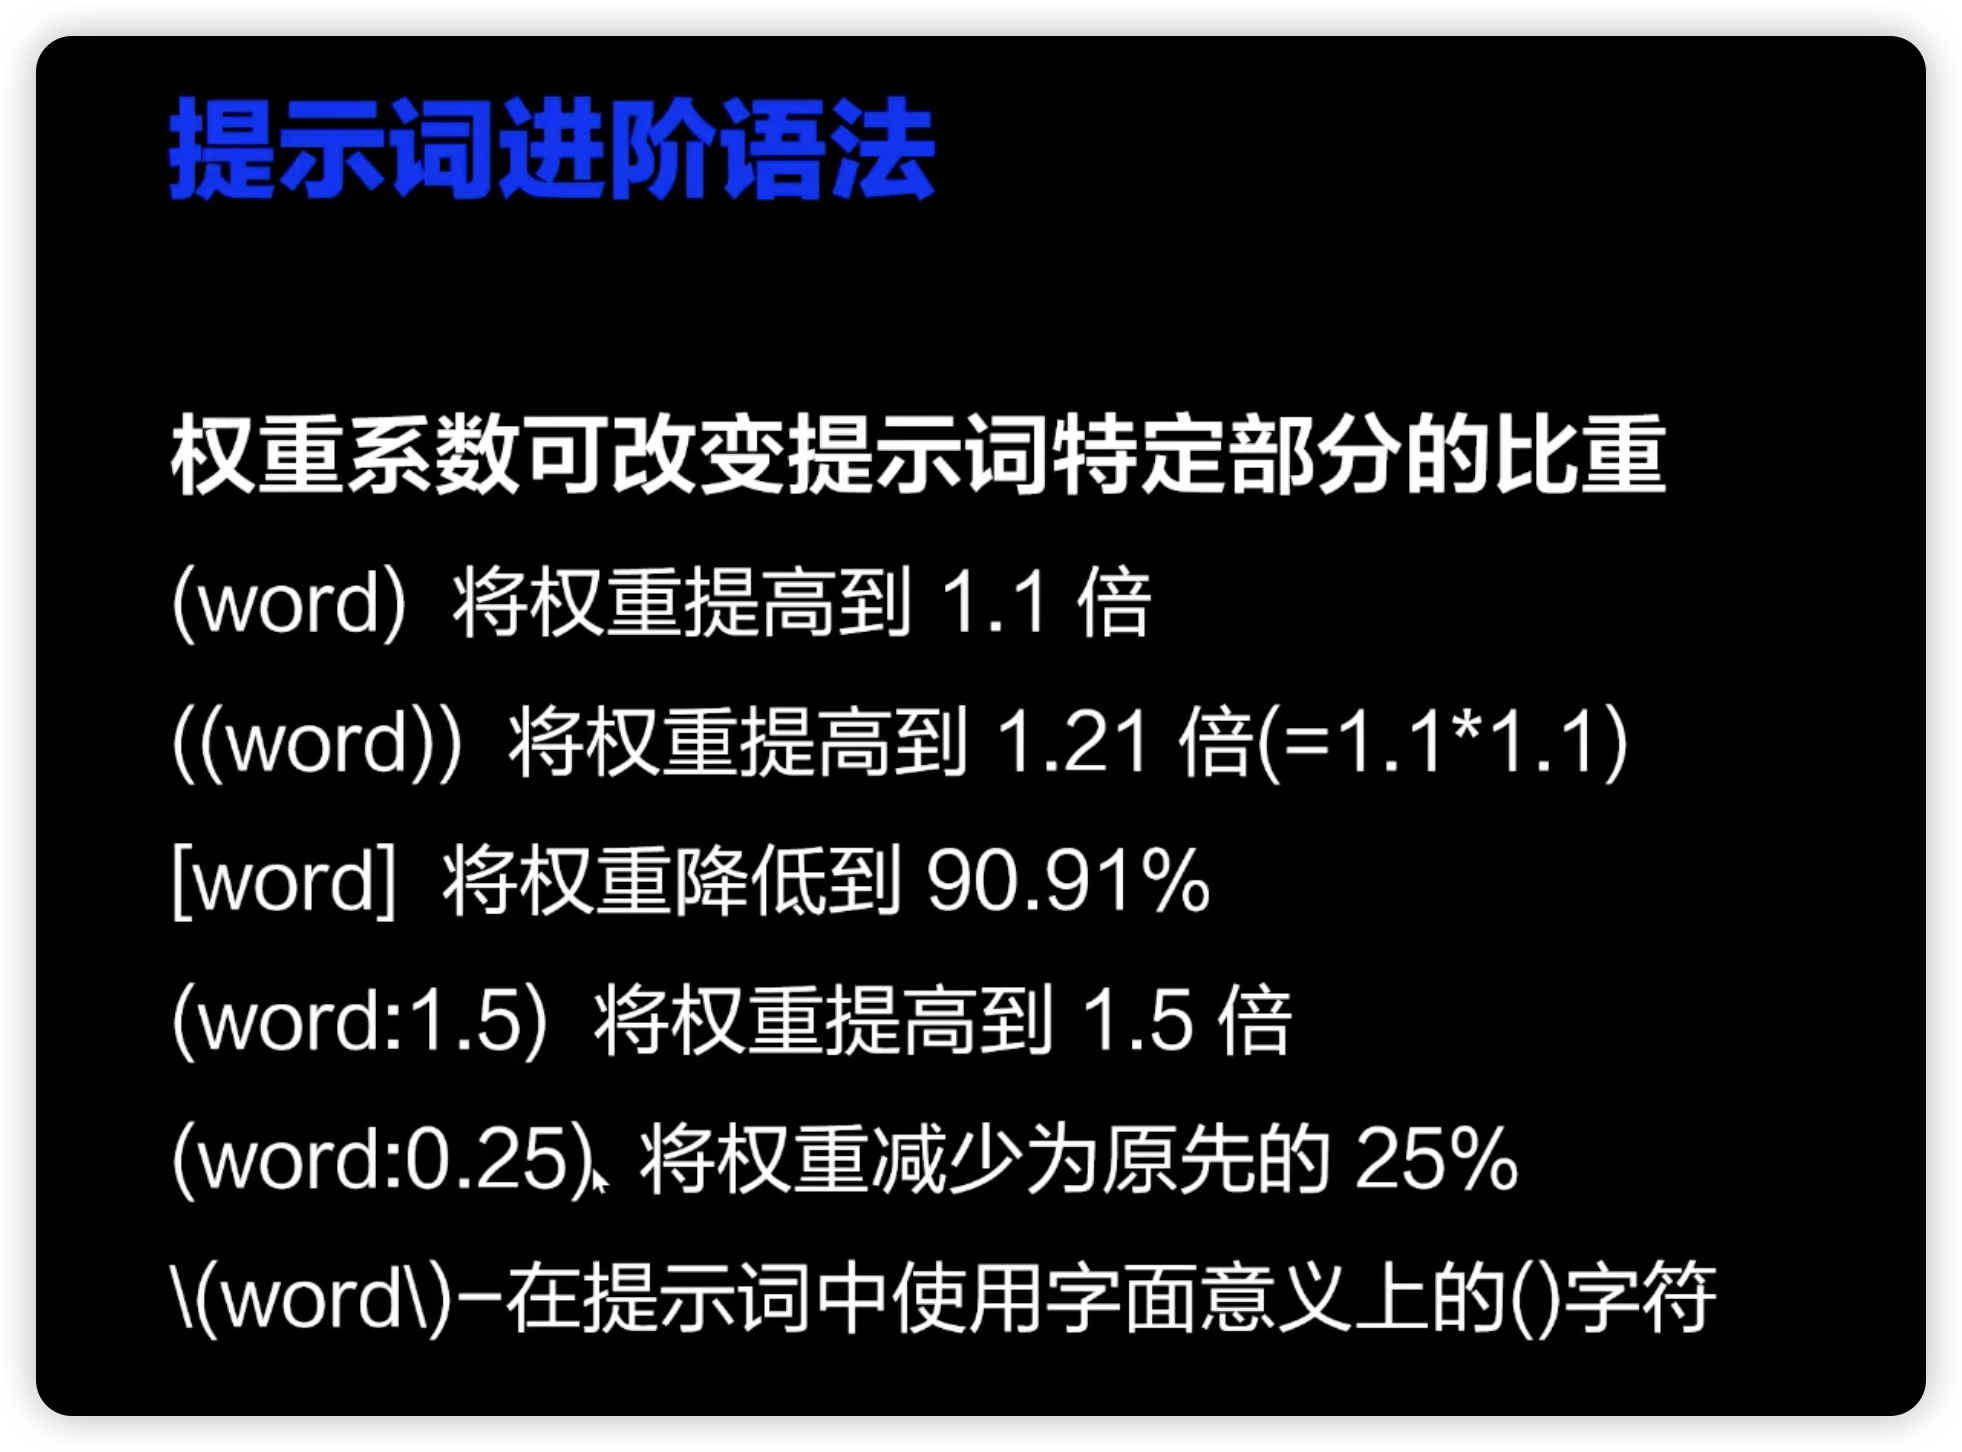 提示词进阶语法
权重系数可改变提示词特定部分的比重
(word) 将权重提高到 1.1 倍
((word)) 将权重提高到 1.21 倍(=1.1*1.1)
[word] 将权重降低到 90.91%
(word:1.5) 将权重提高到 1.5 倍
(word:0.25) 将权重减少为原先的 25%
\(word\)-在提示词中使用字面意义上的()字符